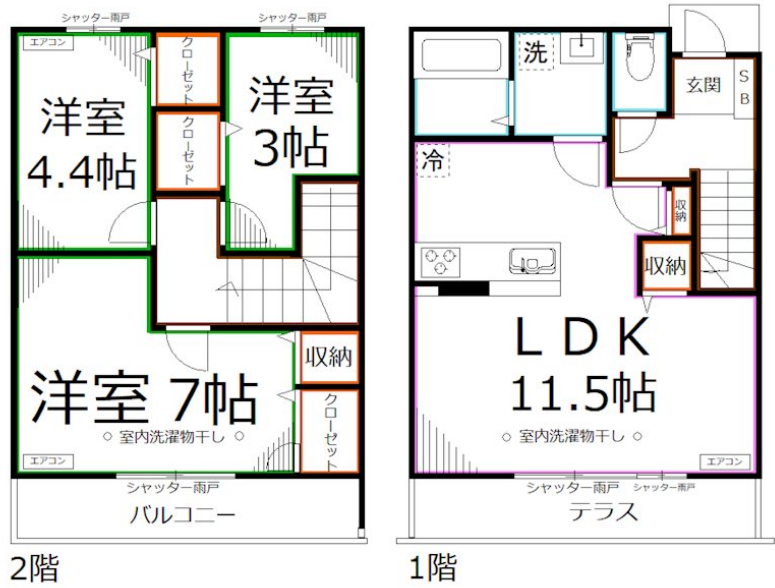 シャッター雨戸
シャッター雨戸
エアコン
クローゼット
洋室
4.4帖
洋室
3帖
クローゼット
収納
洋室 7帖
クローゼット
室内洗濯物干し
エアコン
シャッター雨戸
バルコニー
2階
洗
玄関
SB
冷
収納
収納
LDK
11.5帖
室内洗濯物干し
エアコン
シャッター雨戸
シャッター雨戸
テラス
1階